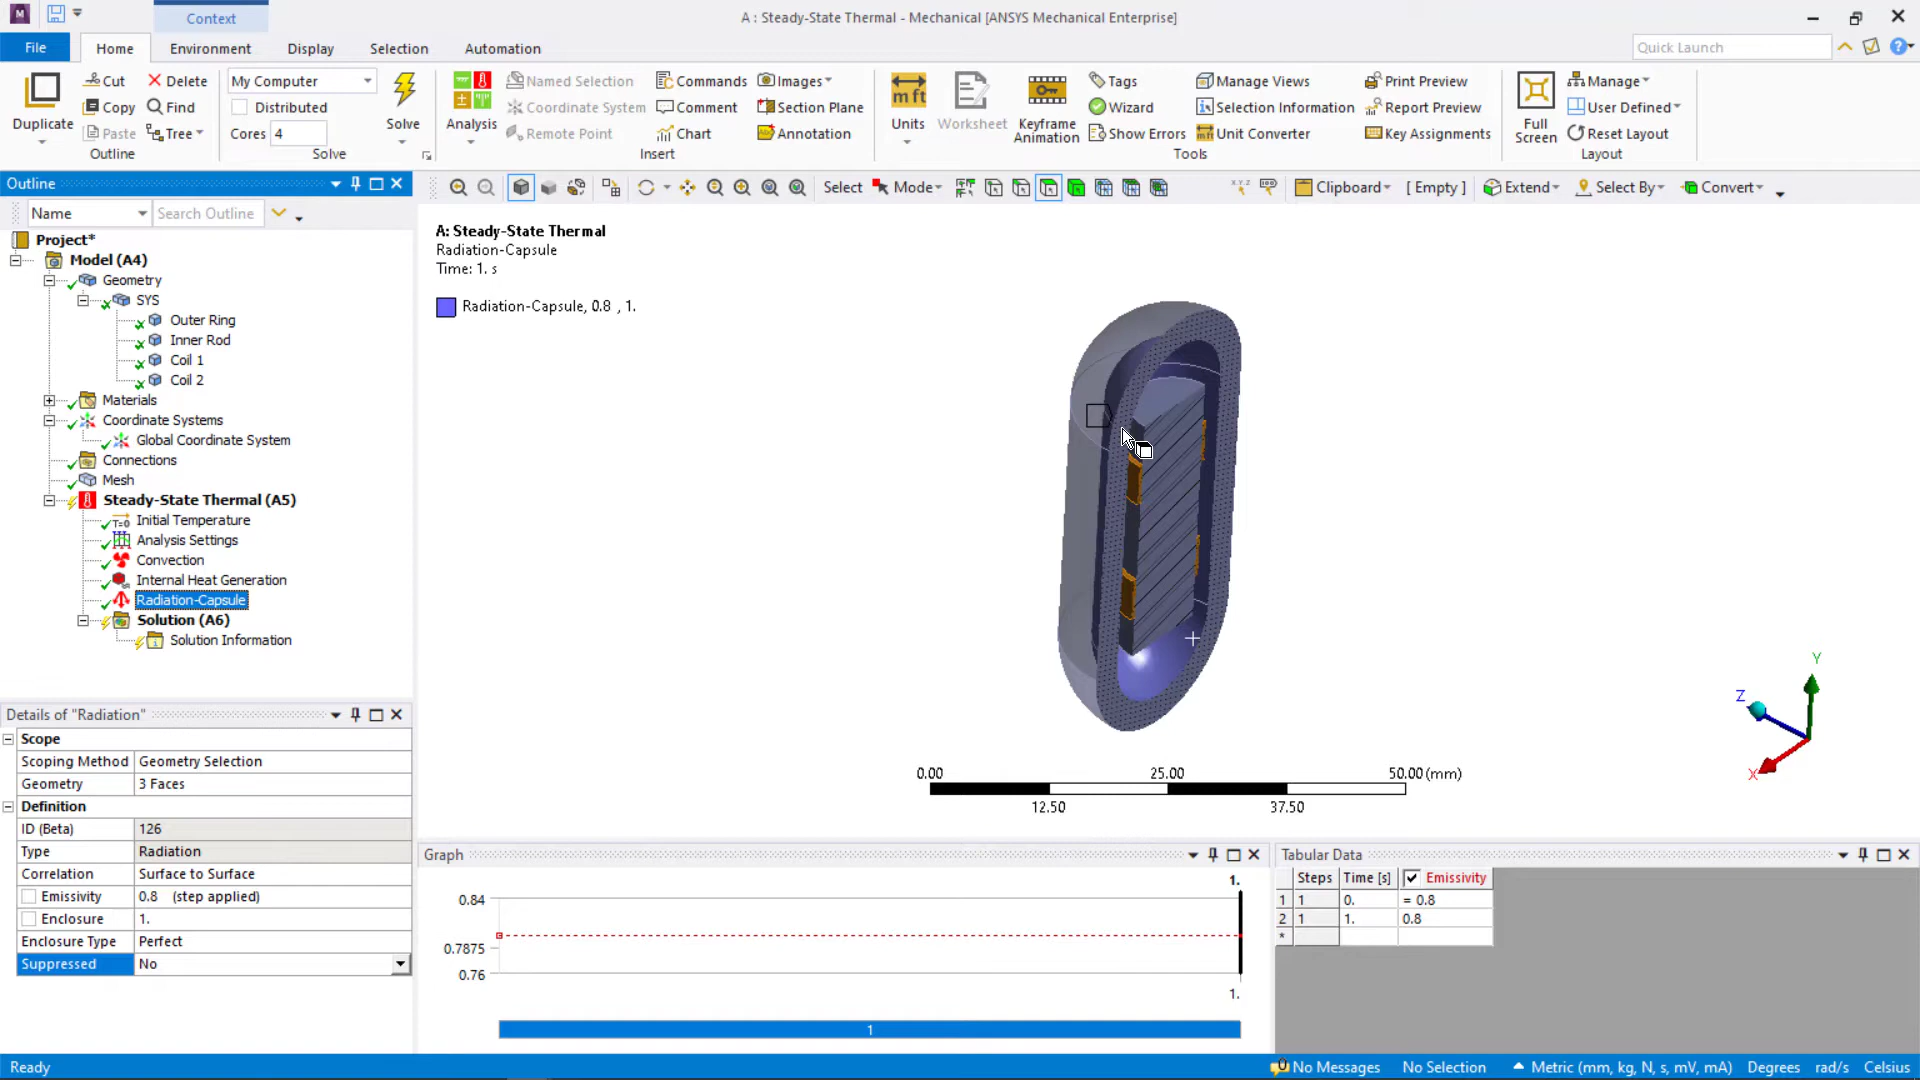 M
Context
A : Steady-State Thermal - Mechanical [ANSYS Mechanical Enterprise]
File
Home
Environment
Display
Selection
Automation
Quick Launch
Duplicate
Cut
Copy
Paste
Delete
Find
Tree
Outline
My Computer
Distributed
Cores 4
Solve
Solve
Analysis
Named Selection
Coordinate System
Remote Point
Commands
Comment
Chart
Images
Section Plane
Annotation
Insert
Units
Worksheet
Keyframe
Animation
Tags
Wizard
Show Errors
Manage Views
Selection Information
Unit Converter
Print Preview
Report Preview
Key Assignments
Tools
Full
Screen
Manage
User Defined
Reset Layout
Layout
Outline
Name
Search Outline
Select
Mode
Clipboard
[ Empty ]
Extend
Select By
Convert
Project*
Model (A4)
Geometry
SYS
Outer Ring
Inner Rod
Coil 1
Coil 2
Materials
Coordinate Systems
Global Coordinate System
Connections
Mesh
Steady-State Thermal (A5)
Initial Temperature
Analysis Settings
Convection
Internal Heat Generation
Radiation-Capsule
Solution (A6)
Solution Information
A: Steady-State Thermal
Radiation-Capsule
Time: 1. s
Radiation-Capsule, 0.8 , 1.
Y
Z
X
0.00 25.00 50.00 (mm)
12.50 37.50
Details of "Radiation"
Scope
Scoping Method Geometry Selection
Geometry 3 Faces
Definition
ID (Beta) 126
Type Radiation
Correlation Surface to Surface
Emissivity 0.8 (step applied)
Enclosure 1.
Enclosure Type Perfect
Suppressed No
Graph
1.
0.84
0.7875
0.76
1.
1
Tabular Data
Steps Time [s] Emissivity
1 1 0. = 0.8
2 1 1. 0.8
*
Ready
No Messages
No Selection
Metric (mm, kg, N, s, mV, mA)
Degrees
rad/s
Celsius